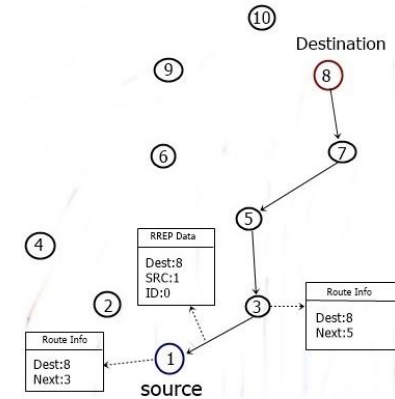 10
Destination
8
9
7
6
5
4
RREP Data
Dest:8
SRC:1
ID:0
2
3
Route Info
Dest:8
Next:5
Route Info
Dest:8
Next:3
1
source